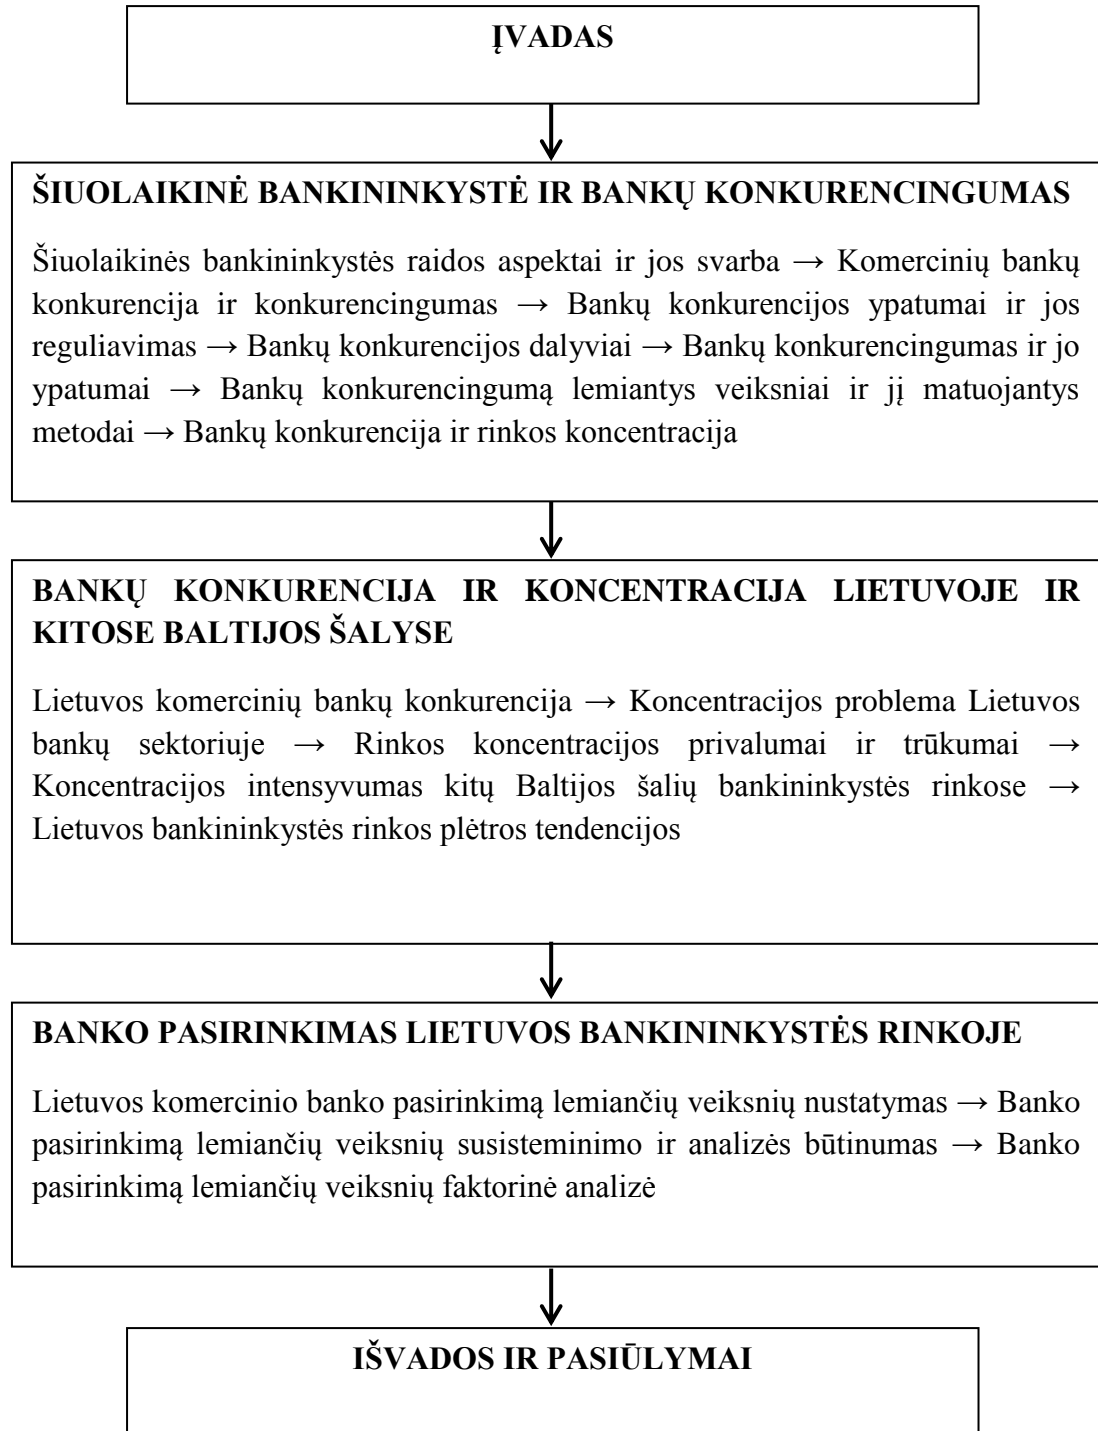 ĮVADAS
ŠIUOLAIKINĖ BANKININKYSTĖ IR BANKŲ KONKURENCINGUMAS
Šiuolaikinės bankininkystės raidos aspektai ir jos svarba → Komercinių bankų
konkurencija ir konkurencingumas → Bankų konkurencijos ypatumai ir jos
reguliavimas → Bankų konkurencijos dalyviai → Bankų konkurencingumas ir jo
ypatumai → Bankų konkurencingumą lemiantys veiksniai ir jį matuojantys
metodai → Bankų konkurencija ir rinkos koncentracija
BANKŲ KONKURENCIJA IR KONCENTRACIJA LIETUVOJE IR
KITOSE BALTIJOS ŠALYSE
Lietuvos komercinių bankų konkurencija → Koncentracijos problema Lietuvos
bankų sektoriuje → Rinkos koncentracijos privalumai ir trūkumai →
Koncentracijos intensyvumas kitų Baltijos šalių bankininkystės rinkose →
Lietuvos bankininkystės rinkos plėtros tendencijos
BANKO PASIRINKIMAS LIETUVOS BANKININKYSTĖS RINKOJE
Lietuvos komercinio banko pasirinkimą lemiančių veiksnių nustatymas → Banko
pasirinkimą lemiančių veiksnių susisteminimo ir analizės būtinumas → Banko
pasirinkimą lemiančių veiksnių faktorinė analizė
IŠVADOS IR PASIŪLYMAI